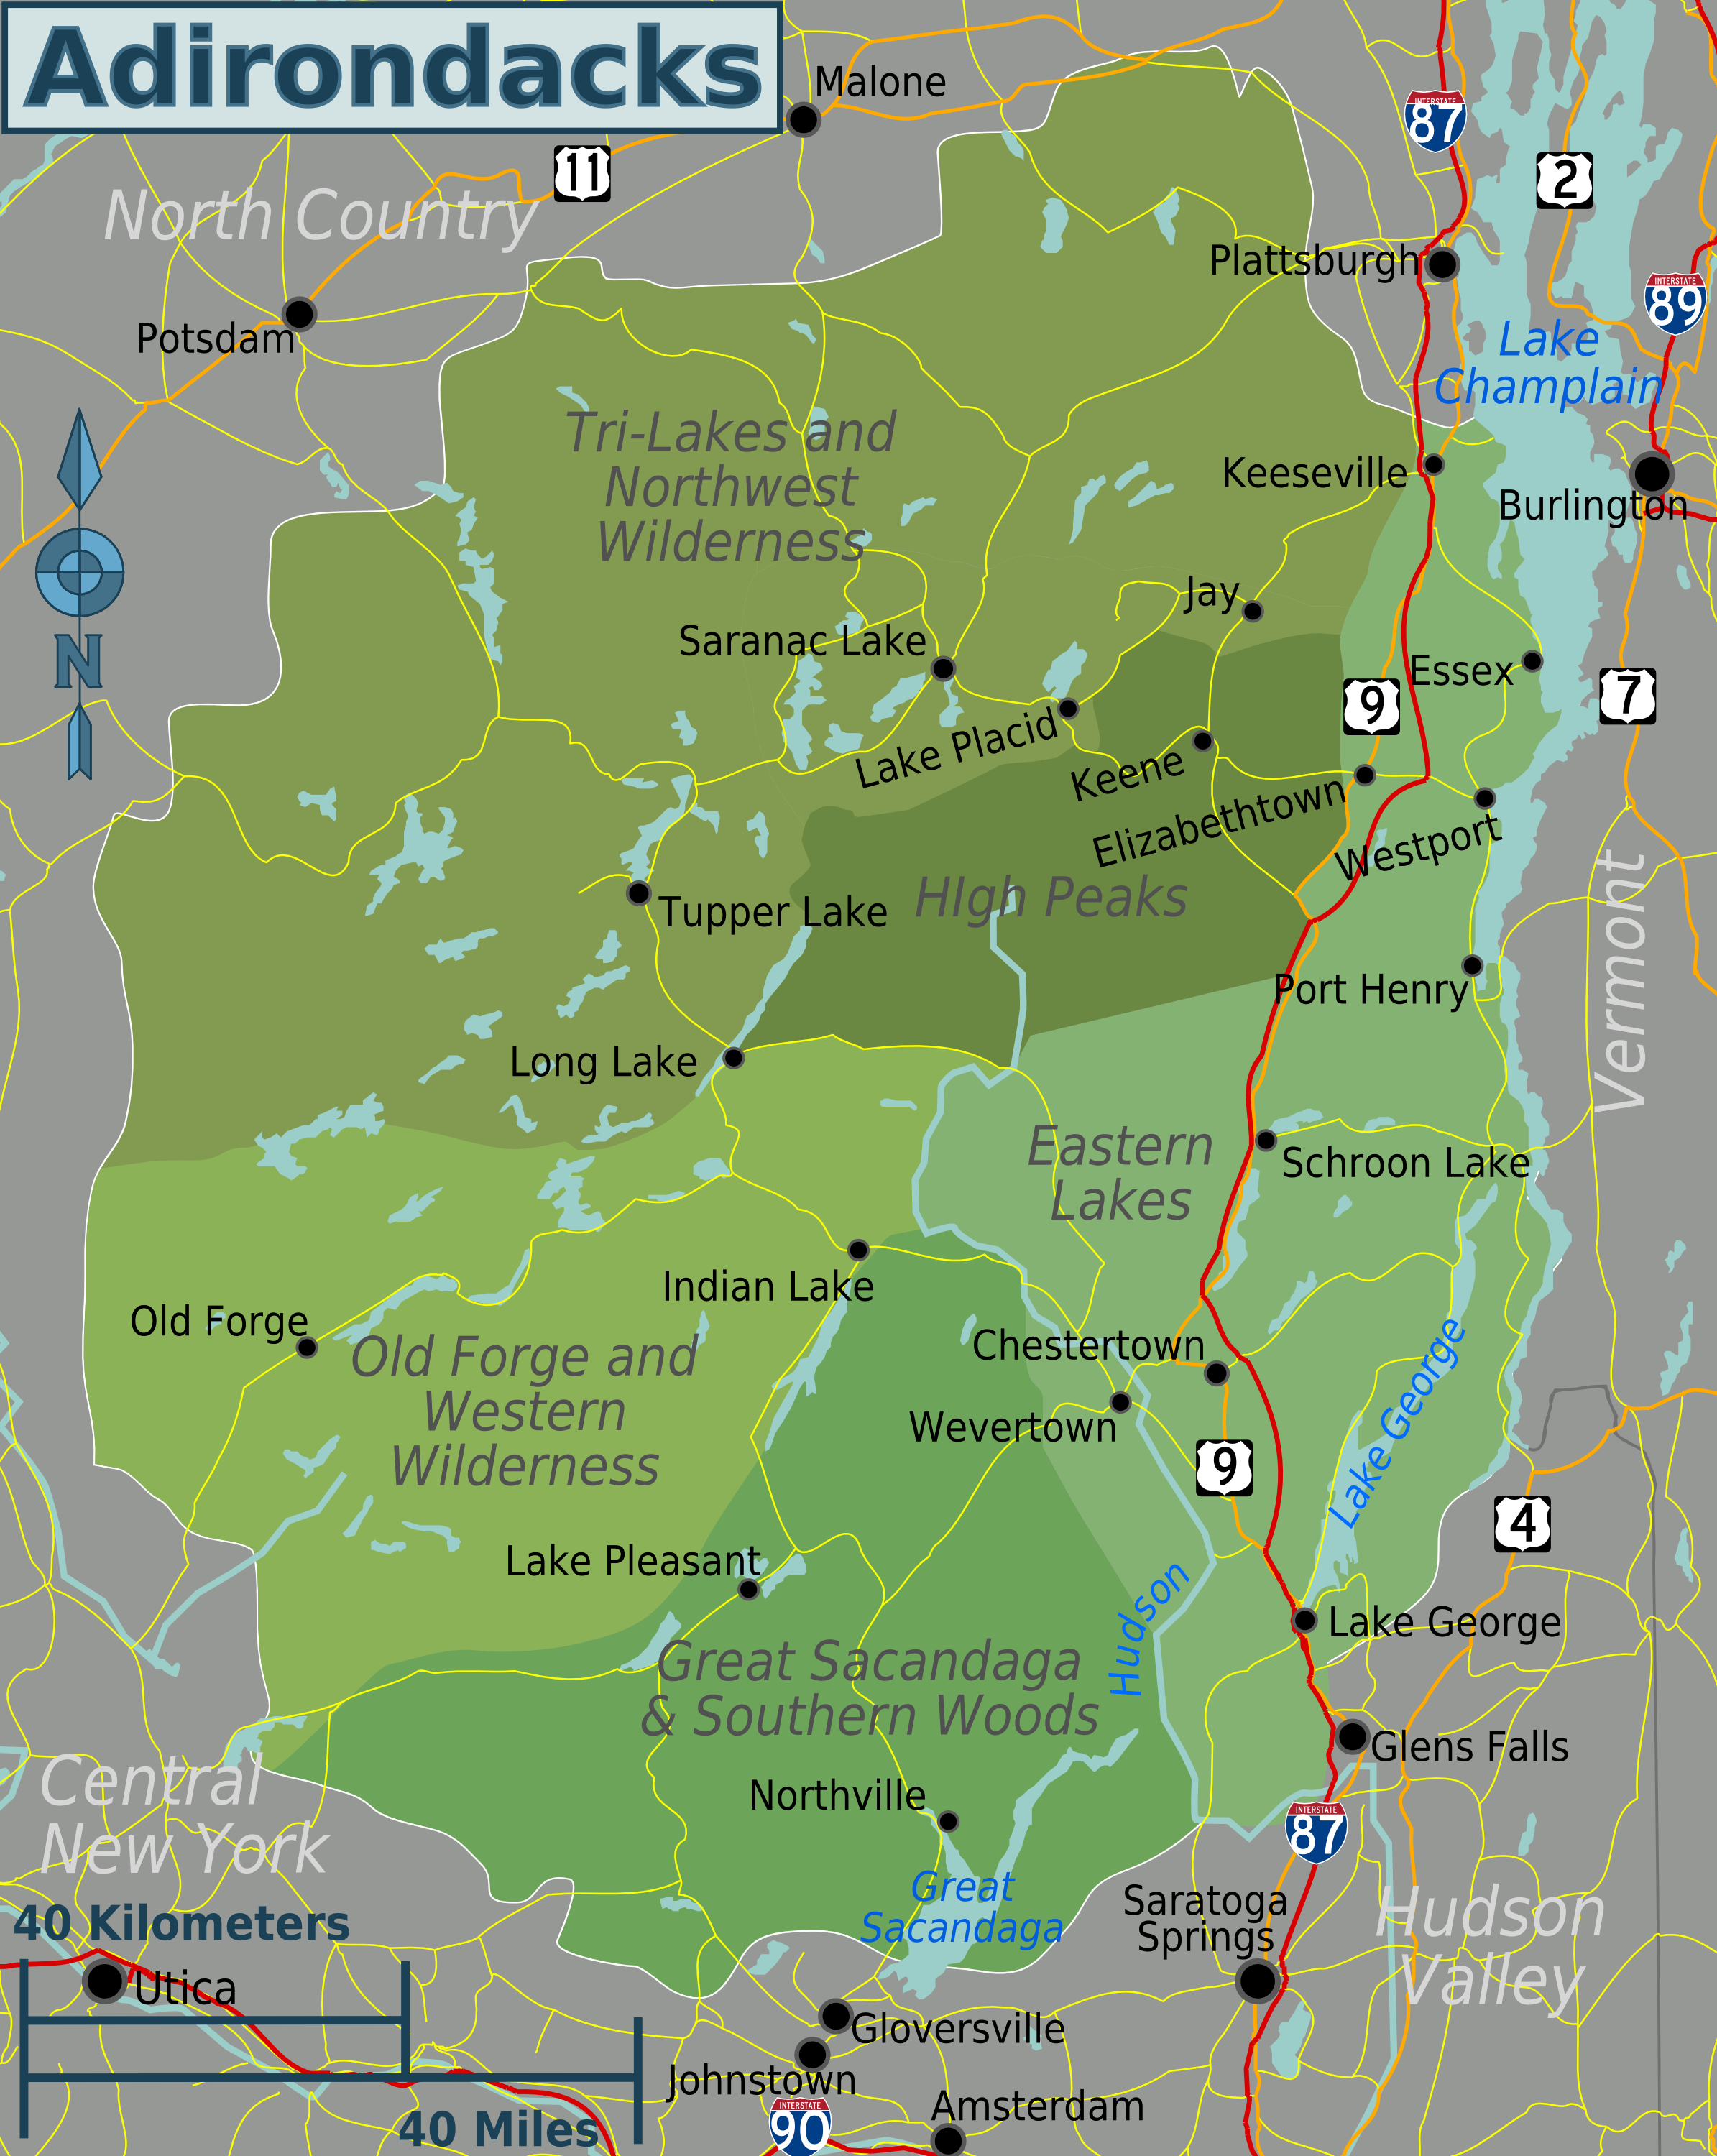 Adirondacks
Malone
INTERSTATE
87
11
2
North Country
Plattsburgh
INTERSTATE
89
Potsdam
Lake
Champlain
Tri-Lakes and
Northwest
Wilderness
Keeseville
Burlington
Jay
N
Saranac Lake
Essex
9
7
Lake Placid
Keene
Elizabethtown
Westport
HIgh Peaks
Tupper Lake
Vermont
Port Henry
Long Lake
Eastern
Lakes
Schroon Lake
Indian Lake
Old Forge
Chestertown
Old Forge and
Western
Wilderness
Lake George
Wevertown
9
4
Lake Pleasant
Hudson
Lake George
Great Sacandaga
& Southern Woods
Glens Falls
Central
New York
Northville
INTERSTATE
87
Great
Sacandaga
Saratoga
Springs
Hudson
Valley
40 Kilometers
Utica
Gloversville
Johnstown
Amsterdam
INTERSTATE
90
40 Miles